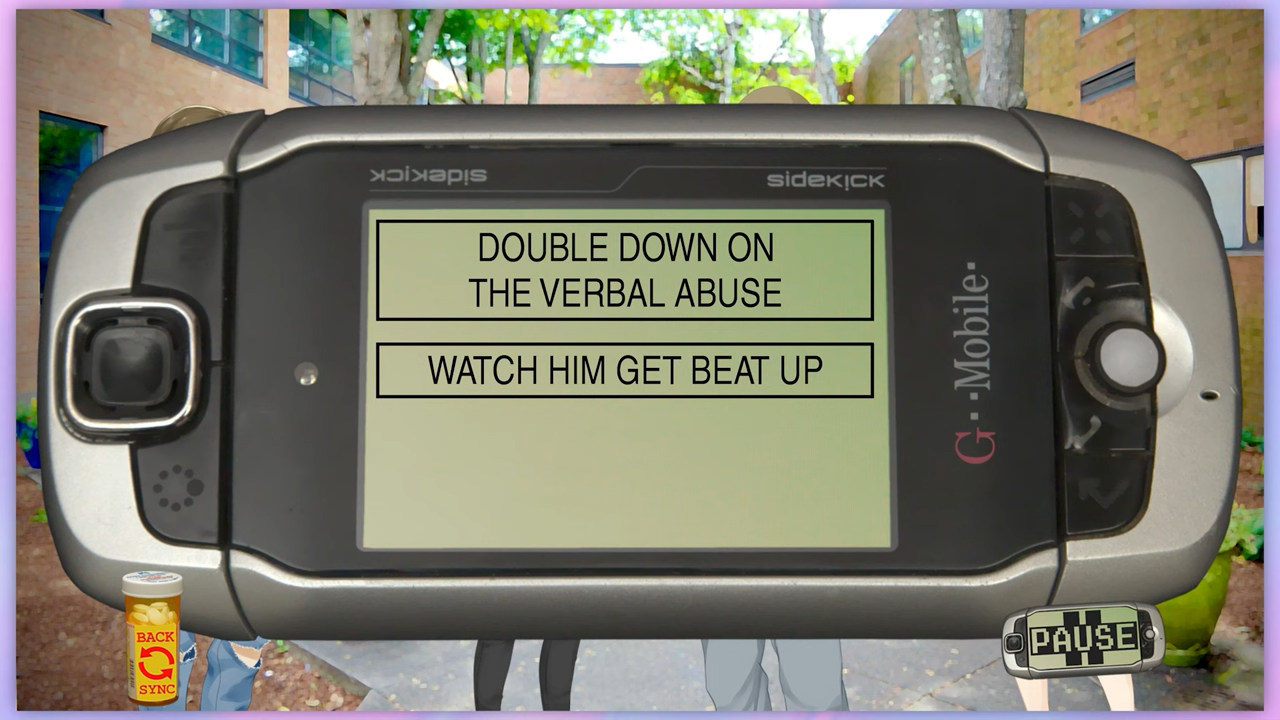 sidekick
sidekick
DOUBLE DOWN ON
THE VERBAL ABUSE
WATCH HIM GET BEAT UP
G··Mobile·
BACK
SYNC
PAUSE